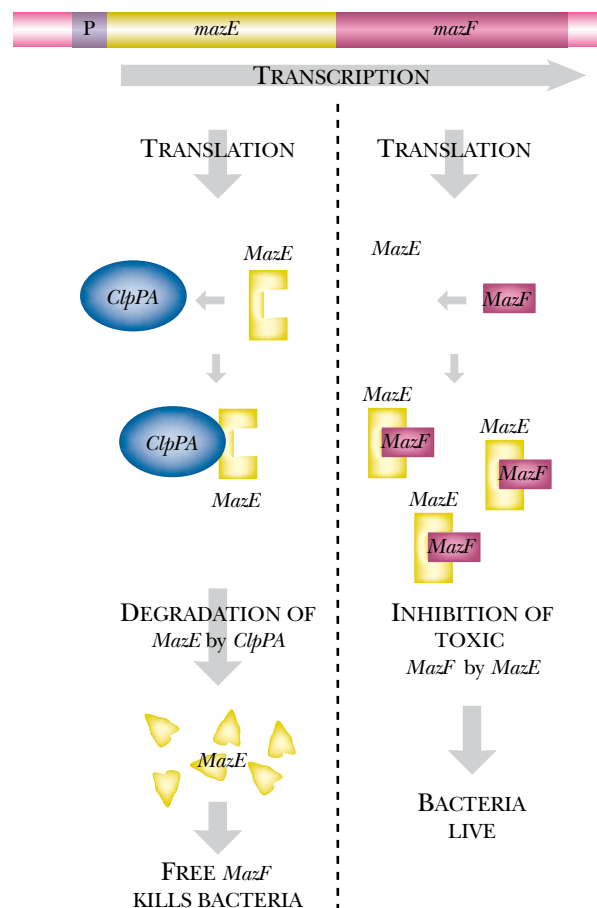 P mazE mazF
TRANSCRIPTION
TRANSLATION
MazE
ClpPA
ClpPA
MazE
DEGRADATION OF
MazE by ClpPA
MazE
FREE MazF
KILLS BACTERIA
TRANSLATION
MazE
MazF
MazE
MazF
MazE
MazF
MazE
MazF
INHIBITION OF
TOXIC
MazF by MazE
BACTERIA
LIVE